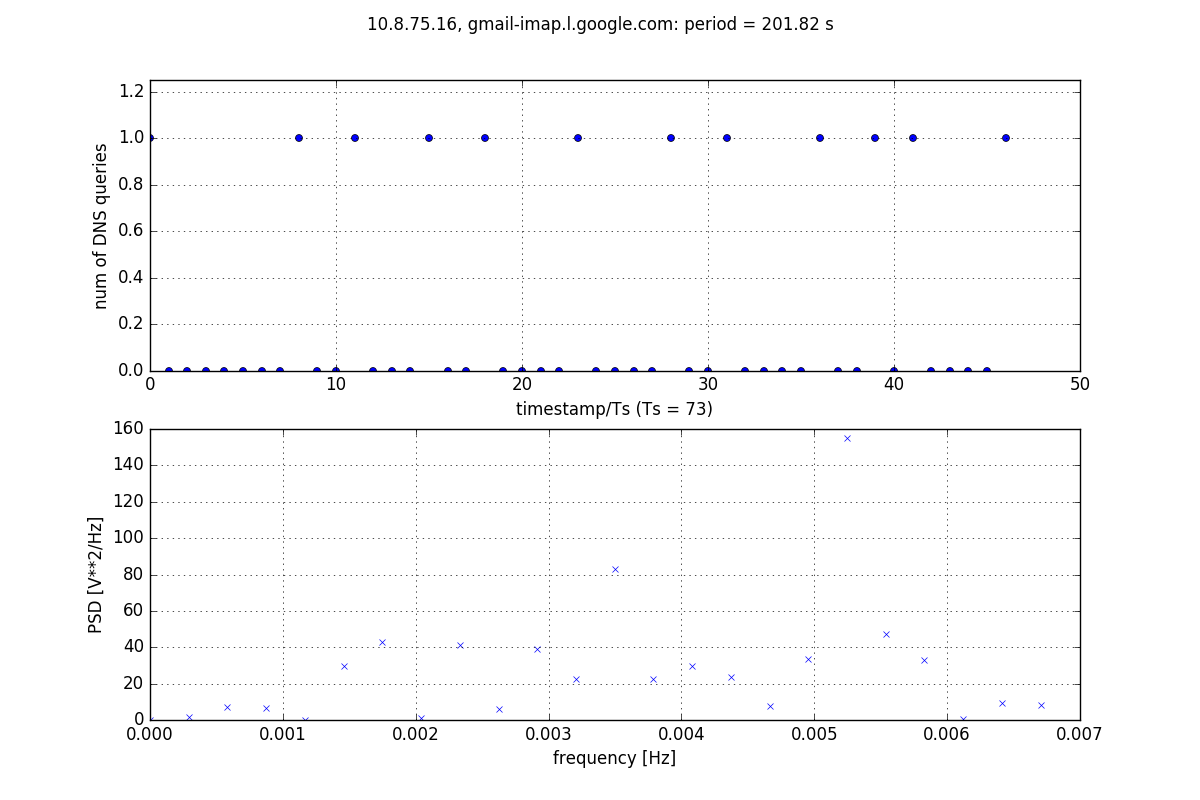 10.8.75.16, gmail-imap.l.google.com: period = 201.82 s
1.2
1.0
0.8
0.6
0.4
0.2
0.0
num of DNS queries
0 10 20 30 40 50
timestamp/Ts (Ts = 73)
160
140
120
100
80
60
40
20
0
PSD [V**2/Hz]
0.000 0.001 0.002 0.003 0.004 0.005 0.006 0.007
frequency [Hz]